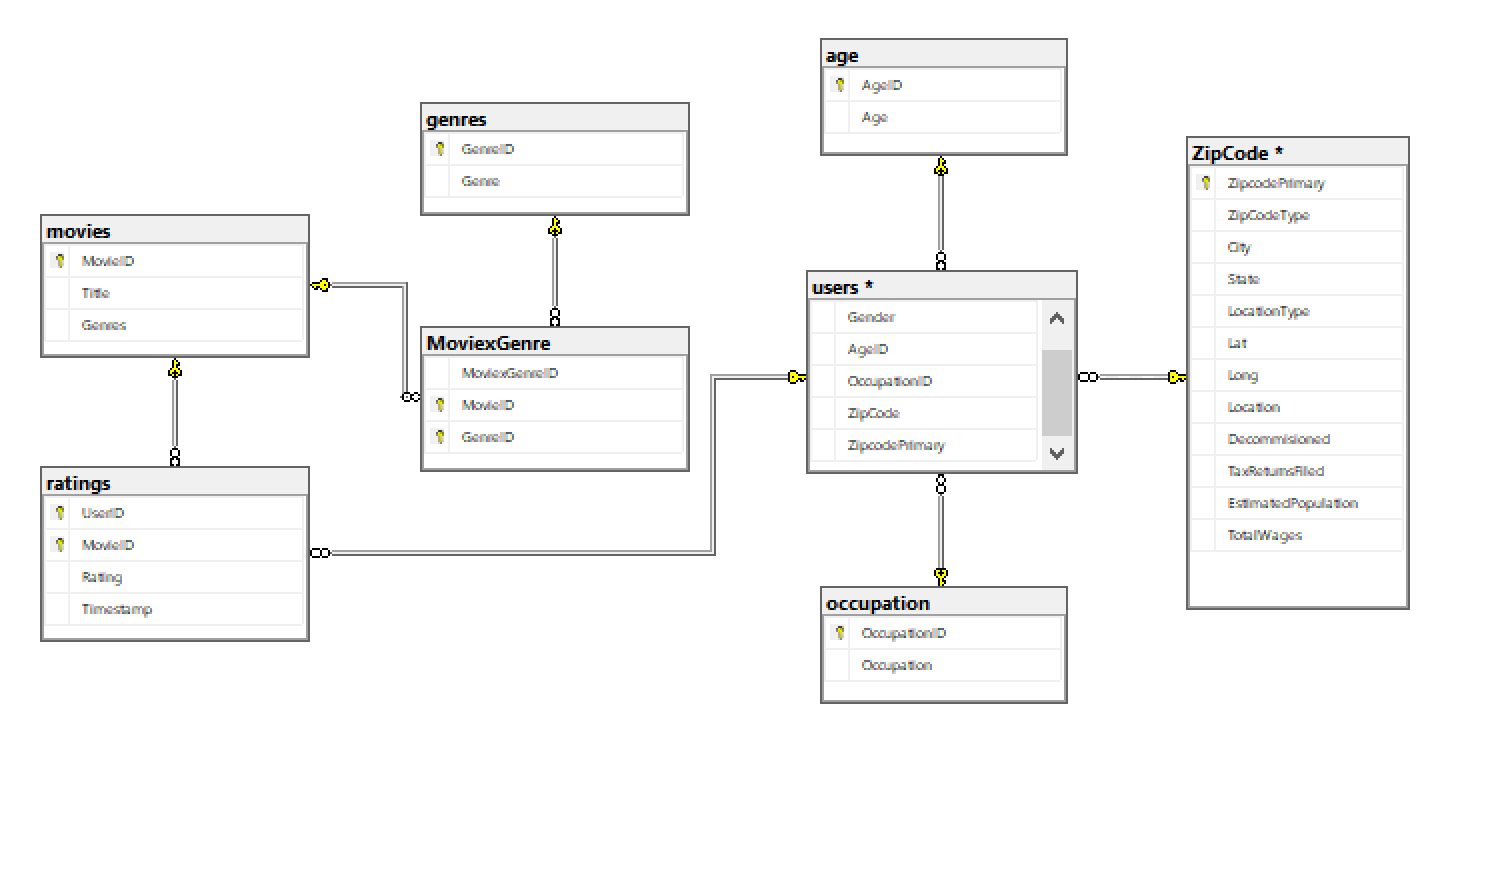 age
AgeID
Age
genres
GenreID
Genre
ZipCode *
ZipcodePrimary
ZipCodeType
City
State
LocationType
Lat
Long
Location
Decommisioned
TaxReturnsFiled
EstimatedPopulation
TotalWages
movies
MovieID
Title
Genres
users *
Gender
AgeID
OccupationID
ZipCode
ZipcodePrimary
MoviexGenre
MoviexGenreID
MovieID
GenreID
ratings
UserID
MovieID
Rating
Timestamp
occupation
OccupationID
Occupation